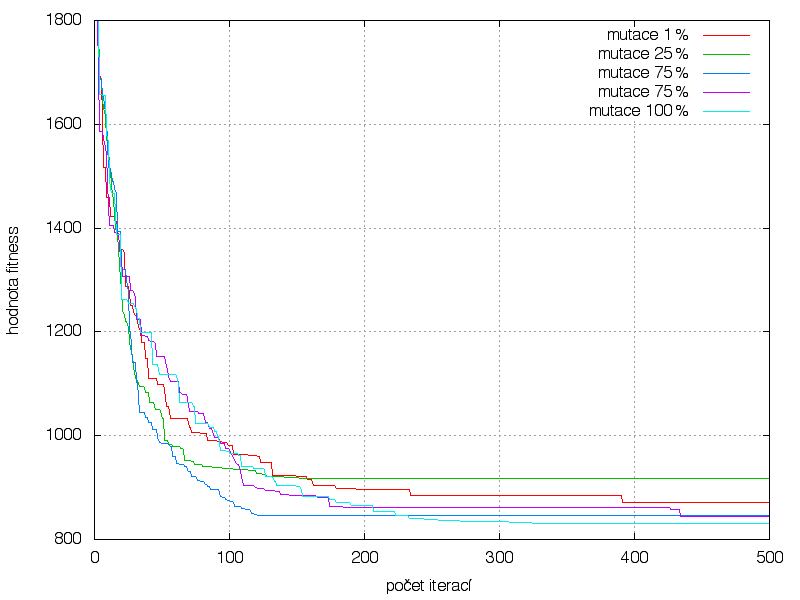 1800
1600
1400
1200
1000
800
0
100
200
300
400
500
hodnota fitness
počet iterací
mutace 1 %
mutace 25 %
mutace 75 %
mutace 75 %
mutace 100 %